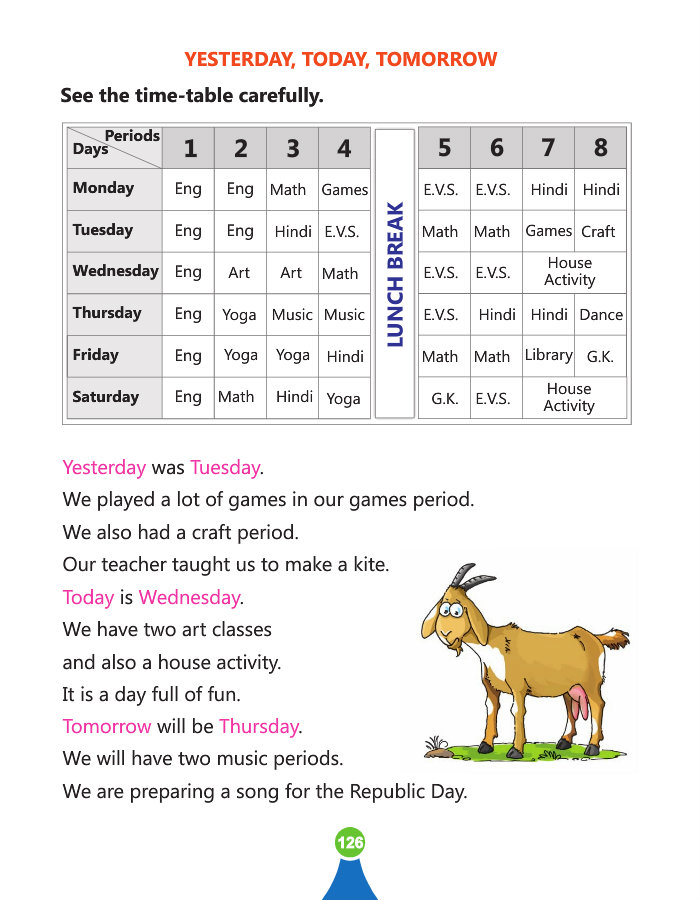 YESTERDAY, TODAY, TOMORROW
See the time-table carefully.
Periods
Days 1 2 3 4 LUNCH BREAK 5 6 7 8
Monday Eng Eng Math Games E.V.S. E.V.S. Hindi Hindi
Tuesday Eng Eng Hindi E.V.S. Math Math Games Craft
Wednesday Eng Art Art Math E.V.S. E.V.S. House Activity
Thursday Eng Yoga Music Music E.V.S. Hindi Hindi Dance
Friday Eng Yoga Yoga Hindi Math Math Library G.K.
Saturday Eng Math Hindi Yoga G.K. E.V.S. House Activity
Yesterday was Tuesday.
We played a lot of games in our games period.
We also had a craft period.
Our teacher taught us to make a kite.
Today is Wednesday.
We have two art classes
and also a house activity.
It is a day full of fun.
Tomorrow will be Thursday.
We will have two music periods.
We are preparing a song for the Republic Day.
126